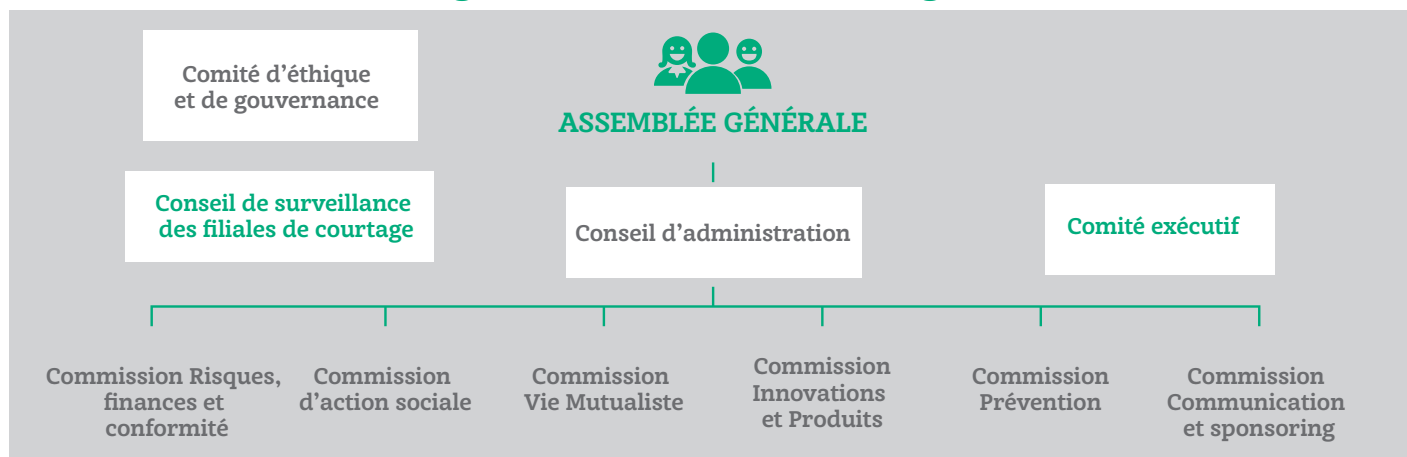 Comité d’éthique
et de gouvernance
ASSEMBLÉE GÉNÉRALE
Conseil de surveillance
des filiales de courtage
Conseil d’administration
Comité exécutif
Commission Risques,
finances et
conformité
Commission
d’action sociale
Commission
Vie Mutualiste
Commission
Innovations
et Produits
Commission
Prévention
Commission
Communication
et sponsoring